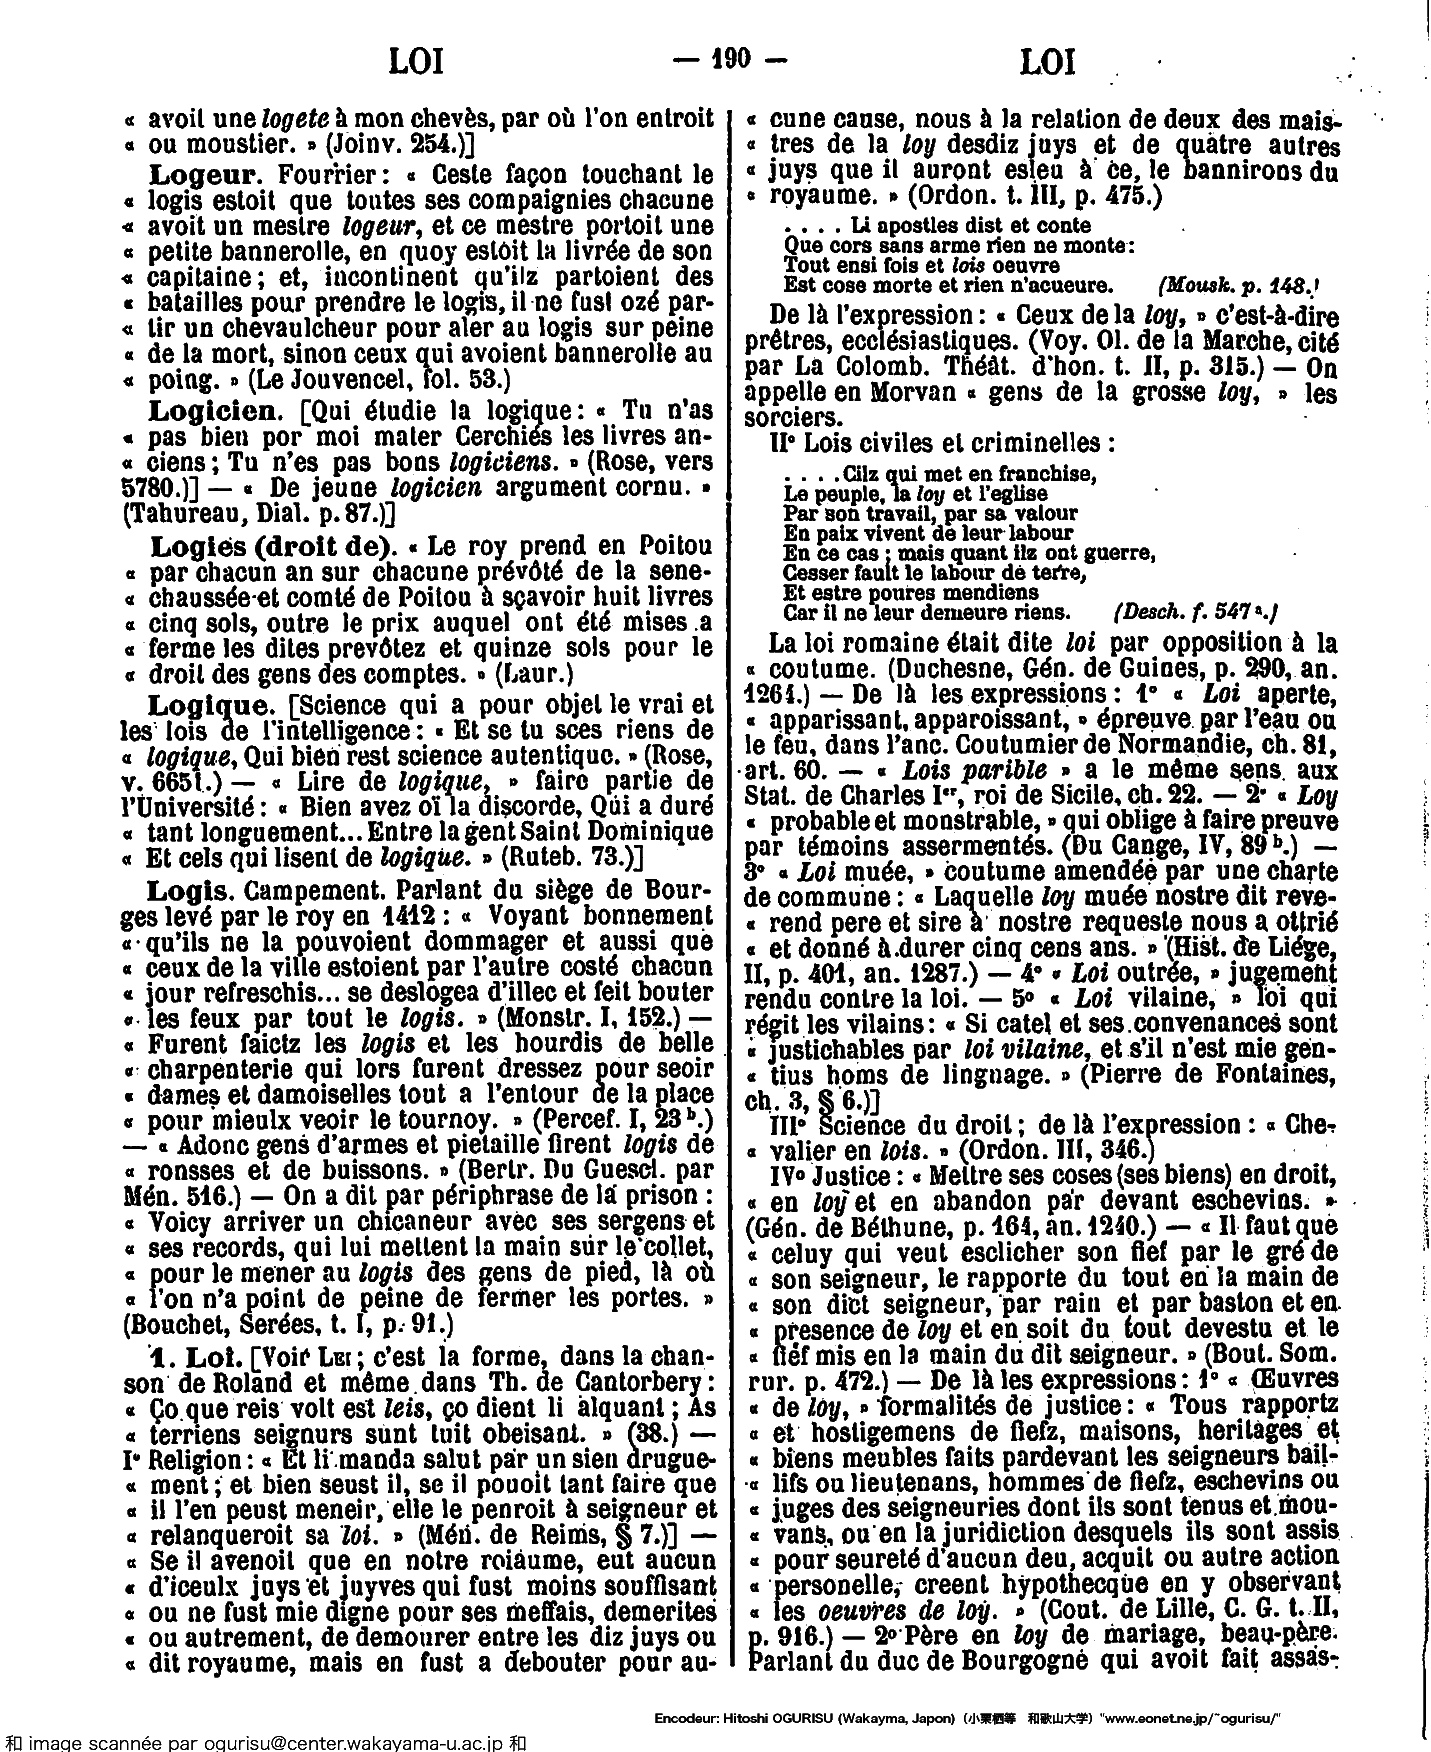 LOI — 190 — LOI
« avoit une logete à mon chevès, par où l'on entroit
« ou moustier. » (Joinv. 254.)]
Logeur. Fourrier : « Ceste façon touchant le
« logis estoit que toutes ses compaignies chacune
« avoit un mestre logeur, et ce mestre portoit une
« petite bannerolle, en quoy estoit la livrée de son
« capitaine ; et, incontinent qu'ilz partoient des
« batailles pour prendre le logis, il ne fust ozé par-
« tir un chevaulcheur pour aler au logis sur peine
« de la mort, sinon ceux qui avoient bannerolle au
« poing. » (Le Jouvencel, fol. 53.)
Logicien. [Qui étudie la logique : « Tu n'as
« pas bien por moi mater Cerchiés les livres an-
« ciens ; Tu n'es pas bons logiciens. » (Rose, vers
5780.)] — « De jeune logicien argument cornu. »
(Tahureau, Dial. p. 87.)]
Logies (droit de). « Le roy prend en Poitou
« par chacun an sur chacune prévôté de la sene-
« chaussée et comté de Poitou à sçavoir huit livres
« cinq sols, outre le prix auquel ont été mises a
« ferme les dites prevôtez et quinze sols pour le
« droit des gens des comptes. » (Laur.)
Logique. [Science qui a pour objet le vrai et
les lois de l'intelligence : « Et se tu sces riens de
« logique, Qui bien rest science autentique. » (Rose,
v. 6651.) — « Lire de logique, » faire partie de
l'Université : « Bien avez oï la discorde, Qui a duré
« tant longuement... Entre la gent Saint Dominique
« Et cels qui lisent de logique. » (Ruteb. 73.)]
Logis. Campement. Parlant du siège de Bour-
ges levé par le roy en 1412 : « Voyant bonnement
« qu'ils ne la pouvoient dommager et aussi que
« ceux de la ville estoient par l'autre costé chacun
« jour refreschis... se deslogea d'illec et feit bouter
« les feux par tout le logis. » (Monstr. I, 152.) —
« Furent faictz les logis et les hourdis de belle
« charpenterie qui lors furent dressez pour seoir
« dames et damoiselles tout a l'entour de la place
« pour mieulx veoir le tournoy. » (Percef. I, 23 b.)
— « Adonc gens d'armes et pietaille firent logis de
« ronsses et de buissons. » (Bertr. Du Guescl. par
Mén. 516.) — On a dit par périphrase de la prison :
« Voicy arriver un chicaneur avec ses sergens et
« ses records, qui lui mettent la main sur le collet,
« pour le mener au logis des gens de pied, là où
« l'on n'a point de peine de fermer les portes. »
(Bouchet, Serées, t. I, p. 91.)
1. Loi. [Voir LEI ; c'est la forme, dans la chan-
son de Roland et même dans Th. de Cantorbery :
« Ço que reis volt est leis, ço dient li alquant ; As
« terriens seignurs sunt tuit obeisant. » (38.) —
I° Religion : « Et li manda salut par un sien drugue-
« ment ; et bien seust il, se il pouoit tant faire que
« il l'en peust meneir, elle le penroit à seigneur et
« relanqueroit sa loi. » (Mén. de Reims, § 7.)] —
« Se il avenoit que en notre roiaume, eut aucun
« d'iceulx juys et juyves qui fust moins souffisant
« ou ne fust mie digne pour ses meffais, demerites
« ou autrement, de demourer entre les diz juys ou
« dit royaume, mais en fust a debouter pour au-
« cune cause, nous à la relation de deux des mais-
« tres de la loy desdiz juys et de quatre autres
« juys que il auront esleu à ce, le bannirons du
« royaume. » (Ordon. t. III, p. 475.)
. . . . Li apostles dist et conte
Que cors sans arme rien ne monte :
Tout ensi fois et lois oeuvre
Est cose morte et rien n'acueure. (Mousk. p. 148.)
De là l'expression : « Ceux de la loy, » c'est-à-dire
prêtres, ecclésiastiques. (Voy. Ol. de la Marche, cité
par La Colomb. Théât. d'hon. t. II, p. 315.) — On
appelle en Morvan « gens de la grosse loy, » les
sorciers.
II° Lois civiles et criminelles :
. . . . Cilz qui met en franchise,
Le peuple, la loy et l'eglise
Par son travail, par sa valour
En paix vivent de leur labour
En ce cas ; mais quant ilz ont guerre,
Cesser fault le labour de terre,
Et estre poures mendiens
Car il ne leur demeure riens. (Desch. f. 547 a.)
La loi romaine était dite loi par opposition à la
« coutume. (Duchesne, Gén. de Guines, p. 290, an.
1261.) — De là les expressions : 1° « Loi aperte,
« apparissant, apparoissant, » épreuve par l'eau ou
le feu, dans l'anc. Coutumier de Normandie, ch. 81,
art. 60. — « Lois parible » a le même sens aux
Stat. de Charles Ier, roi de Sicile, ch. 22. — 2° « Loy
« probable et monstrable, » qui oblige à faire preuve
par témoins assermentés. (Du Cange, IV, 89 b.) —
3° « Loi muée, » coutume amendée par une charte
de commune : « Laquelle loy muée nostre dit reve-
« rend pere et sire à nostre requeste nous a ottrié
« et donné à durer cinq cens ans. » (Hist. de Liége,
II, p. 401, an. 1287.) — 4° « Loi outrée, » jugement
rendu contre la loi. — 5° « Loi vilaine, » loi qui
régit les vilains : « Si catel et ses convenances sont
« justichables par loi vilaine, et s'il n'est mie gen-
« tius homs de lingnage. » (Pierre de Fontaines,
ch. 3, § 6.)]
III° Science du droit ; de là l'expression : « Che-
« valier en lois. » (Ordon. III, 346.)
IV° Justice : « Mettre ses coses (ses biens) en droit,
« en loy et en abandon par devant eschevins. »
(Gén. de Béthune, p. 164, an. 1240.) — « Il faut que
« celuy qui veut esclicher son fief par le gré de
« son seigneur, le rapporte du tout en la main de
« son dict seigneur, par rain et par baston et en
« presence de loy et en soit du tout devestu et le
« fief mis en la main du dit seigneur. » (Bout. Som.
rur. p. 472.) — De là les expressions : 1° « Œuvres
« de loy, » formalités de justice : « Tous rapportz
« et hostigemens de fiefz, maisons, heritages et
« biens meubles faits pardevant les seigneurs bail-
« lifs ou lieutenans, hommes de fiefz, eschevins ou
« juges des seigneuries dont ils sont tenus et mou-
« vans, ou en la juridiction desquels ils sont assis
« pour seureté d'aucun deu, acquit ou autre action
« personelle, creent hypothecque en y observant
« les oeuvres de loy. » (Cout. de Lille, C. G. t. II,
p. 916.) — 2° Père en loy de mariage, beau-père.
Parlant du duc de Bourgogne qui avoit fait assas-
Encodeur: Hitoshi OGURISU (Wakayma, Japon) (小栗栖等 和歌山大学) "www.eonet.ne.jp/~ogurisu/"
和 image scannée par ogurisu@center.wakayama-u.ac.jp 和